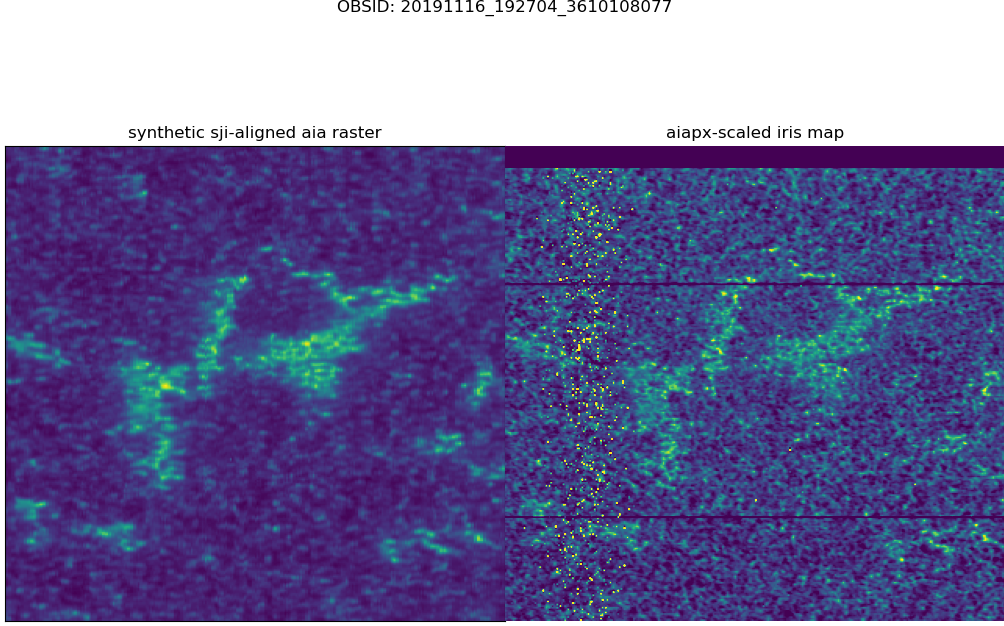 OBSID: 20191116_192704_3610108077
synthetic sji-aligned aia raster
aiapx-scaled iris map